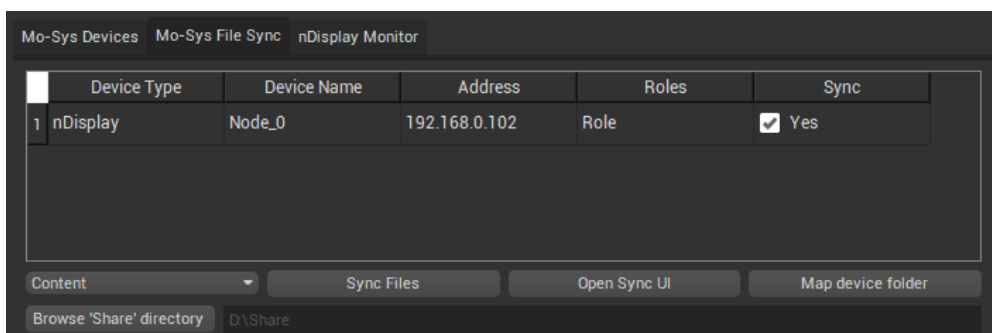 Mo-Sys Devices Mo-Sys File Sync nDisplay Monitor
Device Type Device Name Address Roles Sync
1 nDisplay Node_0 192.168.0.102 Role Yes
Content Sync Files Open Sync UI Map device folder
Browse 'Share' directory D:\Share